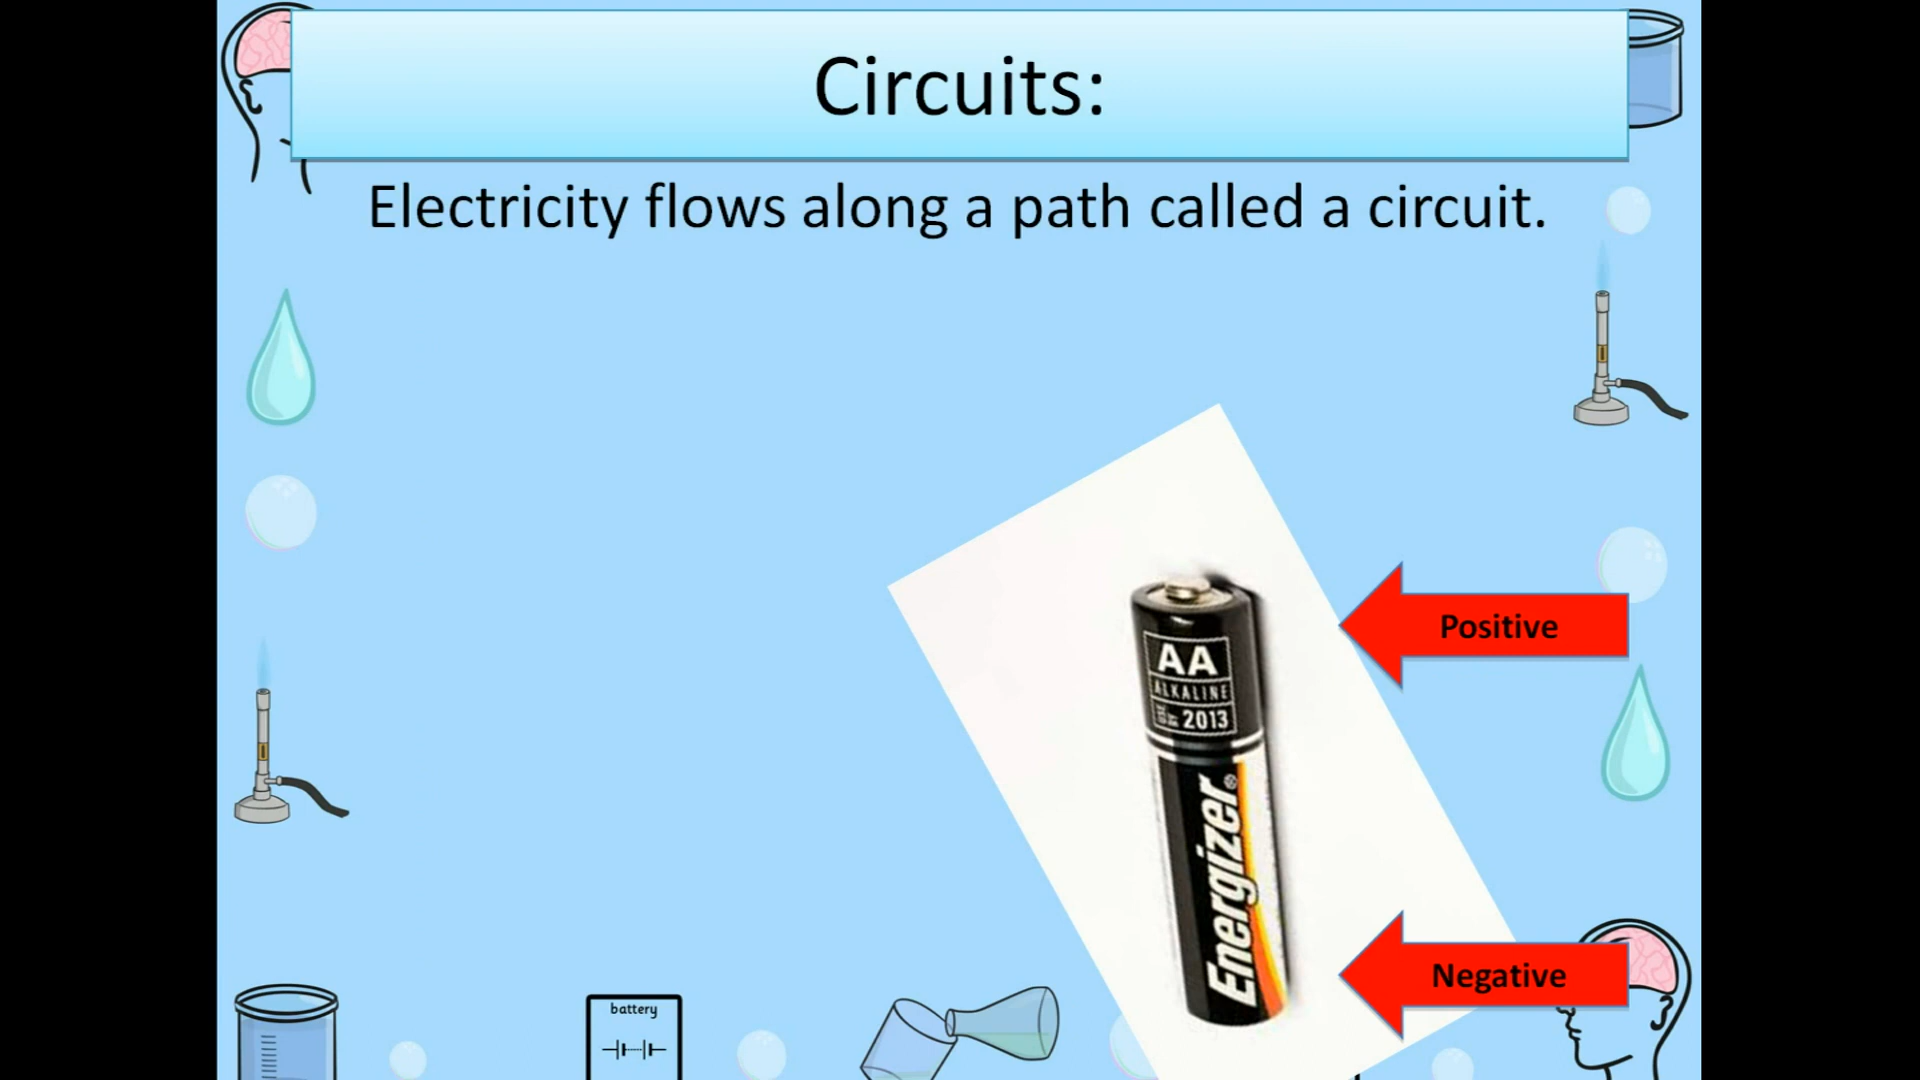 Circuits:
Electricity flows along a path called a circuit.
Positive
AA
ALKALINE
2013
Energizer®
Negative
battery